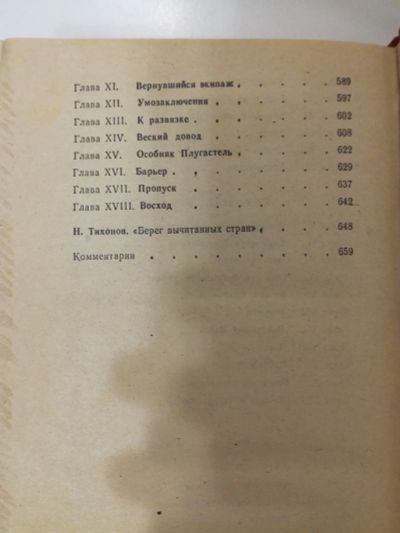 Глава XI. Вернувшийся экипаж . . . . . 589
Глава XII. Умозаключения . . . . . . 597
Глава XIII. К развязке . . . . . . . 602
Глава XIV. Веский довод . . . . . . 608
Глава XV. Особняк Плугастель . . . . . 622
Глава XVI. Барьер . . . . . . . . 629
Глава XVII. Пропуск . . . . . . . 637
Глава XVIII. Восход . . . . . . . 642
Н. Тихонов. «Берег вычитанных стран» . . . . 648
Комментарии . . . . . . . . . 659